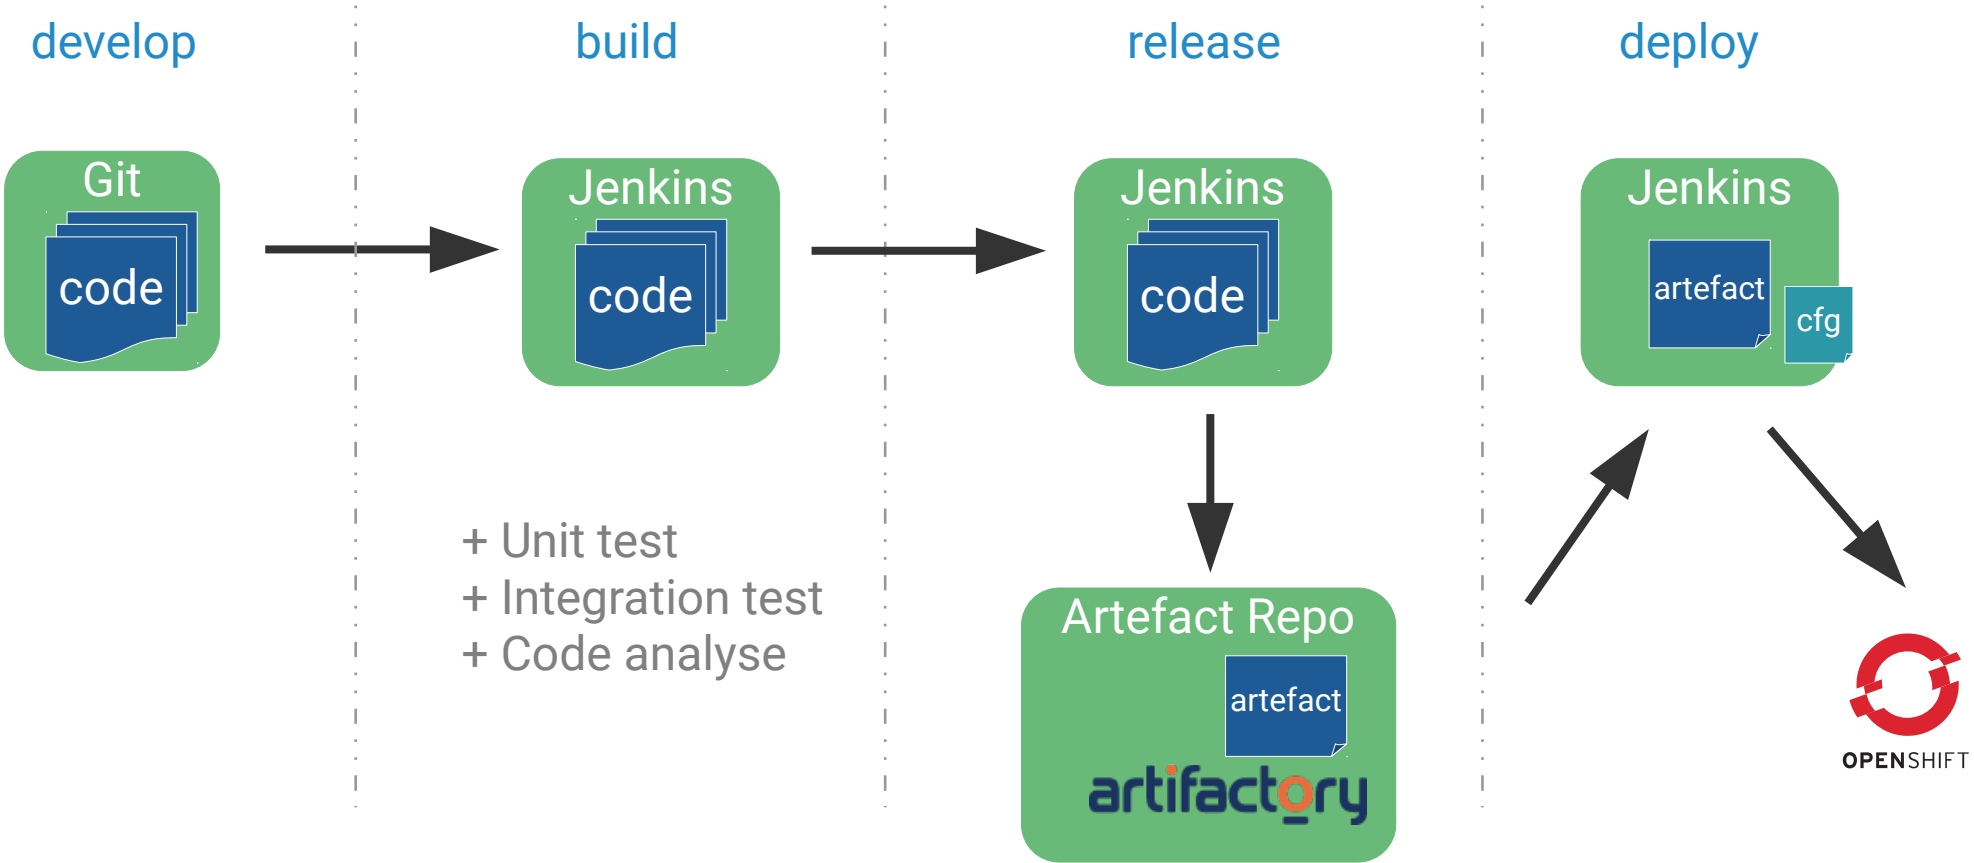 develop
build
release
deploy
Git
code
Jenkins
code
Jenkins
code
Jenkins
artefact
cfg
+ Unit test
+ Integration test
+ Code analyse
Artefact Repo
artefact
artifactory
OPENSHIFT